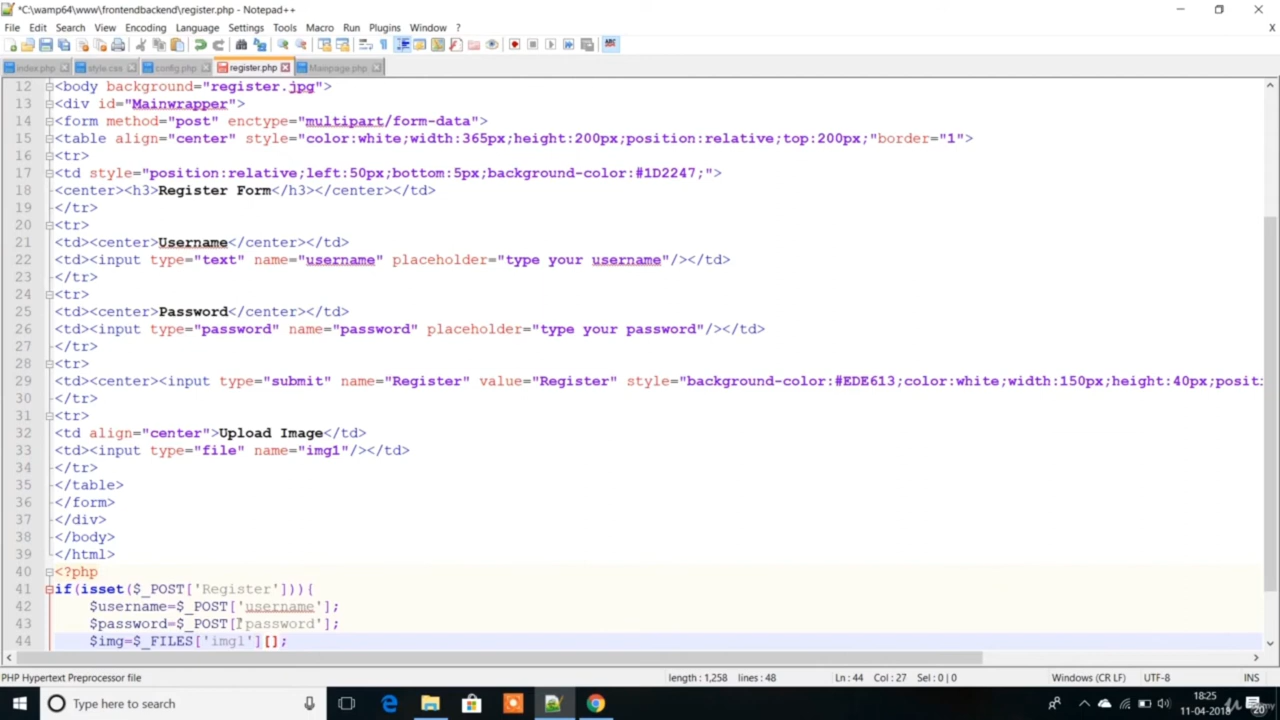 *C:\wamp64\www\frontendbackend\register.php - Notepad++
File Edit Search View Encoding Language Settings Tools Macro Run Plugins Window ?
X
index.php style.css config.php register.php Mainpage.php
12 <body background="register.jpg">
13 <div id="Mainwrapper">
14 <form method="post" enctype="multipart/form-data">
15 <table align="center" style="color:white;width:365px;height:200px;position:relative;top:200px;"border="1">
16 <tr>
17 <td style="position:relative;left:50px;bottom:5px;background-color:#1D2247;">
18 <center><h3>Register Form</h3></center></td>
19 </tr>
20 <tr>
21 <td><center>Username</center></td>
22 <td><input type="text" name="username" placeholder="type your username"/></td>
23 </tr>
24 <tr>
25 <td><center>Password</center></td>
26 <td><input type="password" name="password" placeholder="type your password"/></td>
27 </tr>
28 <tr>
29 <td><center><input type="submit" name="Register" value="Register" style="background-color:#EDE613;color:white;width:150px;height:40px;positi
30 </tr>
31 <tr>
32 <td align="center">Upload Image</td>
33 <td><input type="file" name="img1"/></td>
34 </tr>
35 </table>
36 </form>
37 </div>
38 </body>
39 </html>
40 <?php
41 if(isset($_POST['Register'])){
42 $username=$_POST['username'];
43 $password=$_POST['password'];
44 $img=$_FILES['img1'][];
PHP Hypertext Preprocessor file length : 1,258 lines : 48 Ln : 44 Col : 27 Sel : 0 | 0 Windows (CR LF) UTF-8 INS
Type here to search
18:25
11-04-2018
20